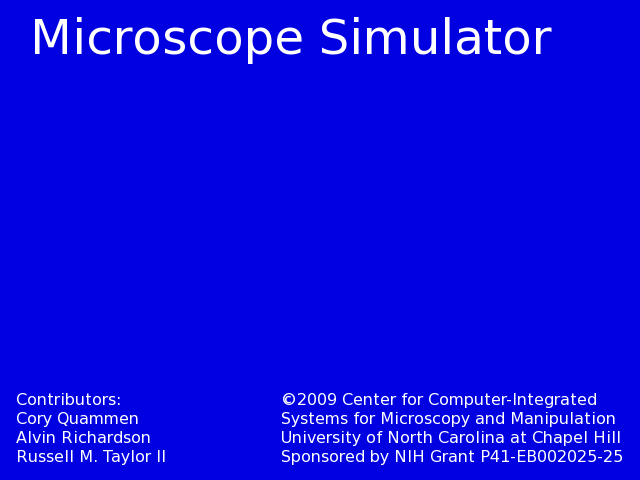 Microscope Simulator
Contributors:
Cory Quammen
Alvin Richardson
Russell M. Taylor II
©2009 Center for Computer-Integrated
Systems for Microscopy and Manipulation
University of North Carolina at Chapel Hill
Sponsored by NIH Grant P41-EB002025-25